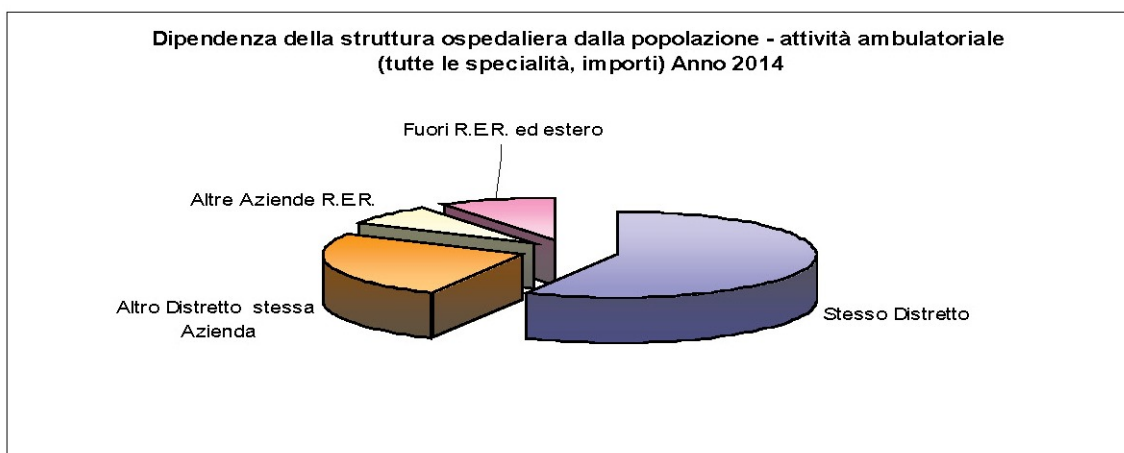 Dipendenza della struttura ospedaliera dalla popolazione - attività ambulatoriale
(tutte le specialità, importi) Anno 2014
Fuori R.E.R. ed estero
Altre Aziende R.E.R.
Altro Distretto stessa
Azienda
Stesso Distretto